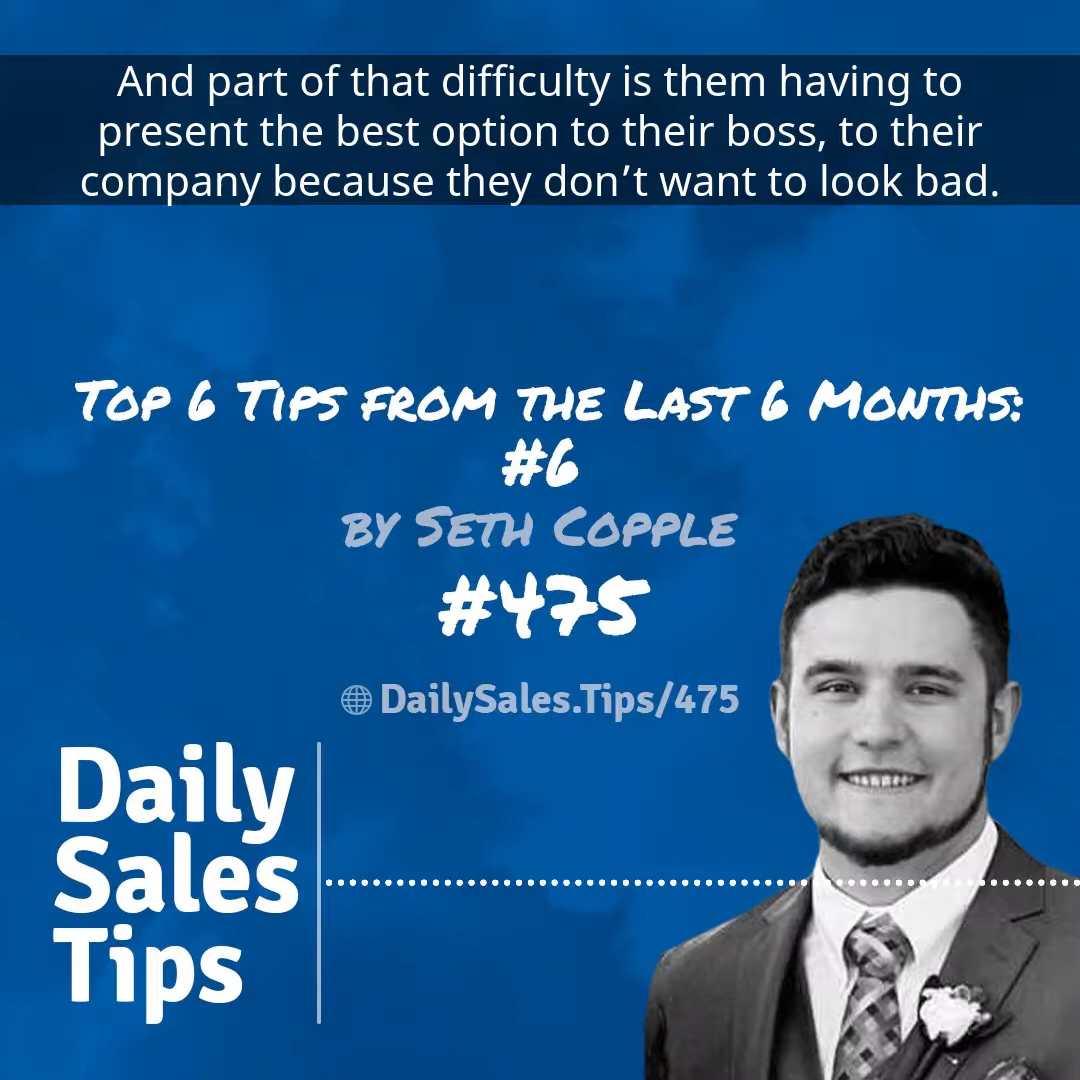 And part of that difficulty is them having to
present the best option to their boss, to their
company because they don’t want to look bad.
Top 6 Tips from the Last 6 Months:
#6
by Seth Copple
#475
DailySales.Tips/475
Daily
Sales
Tips